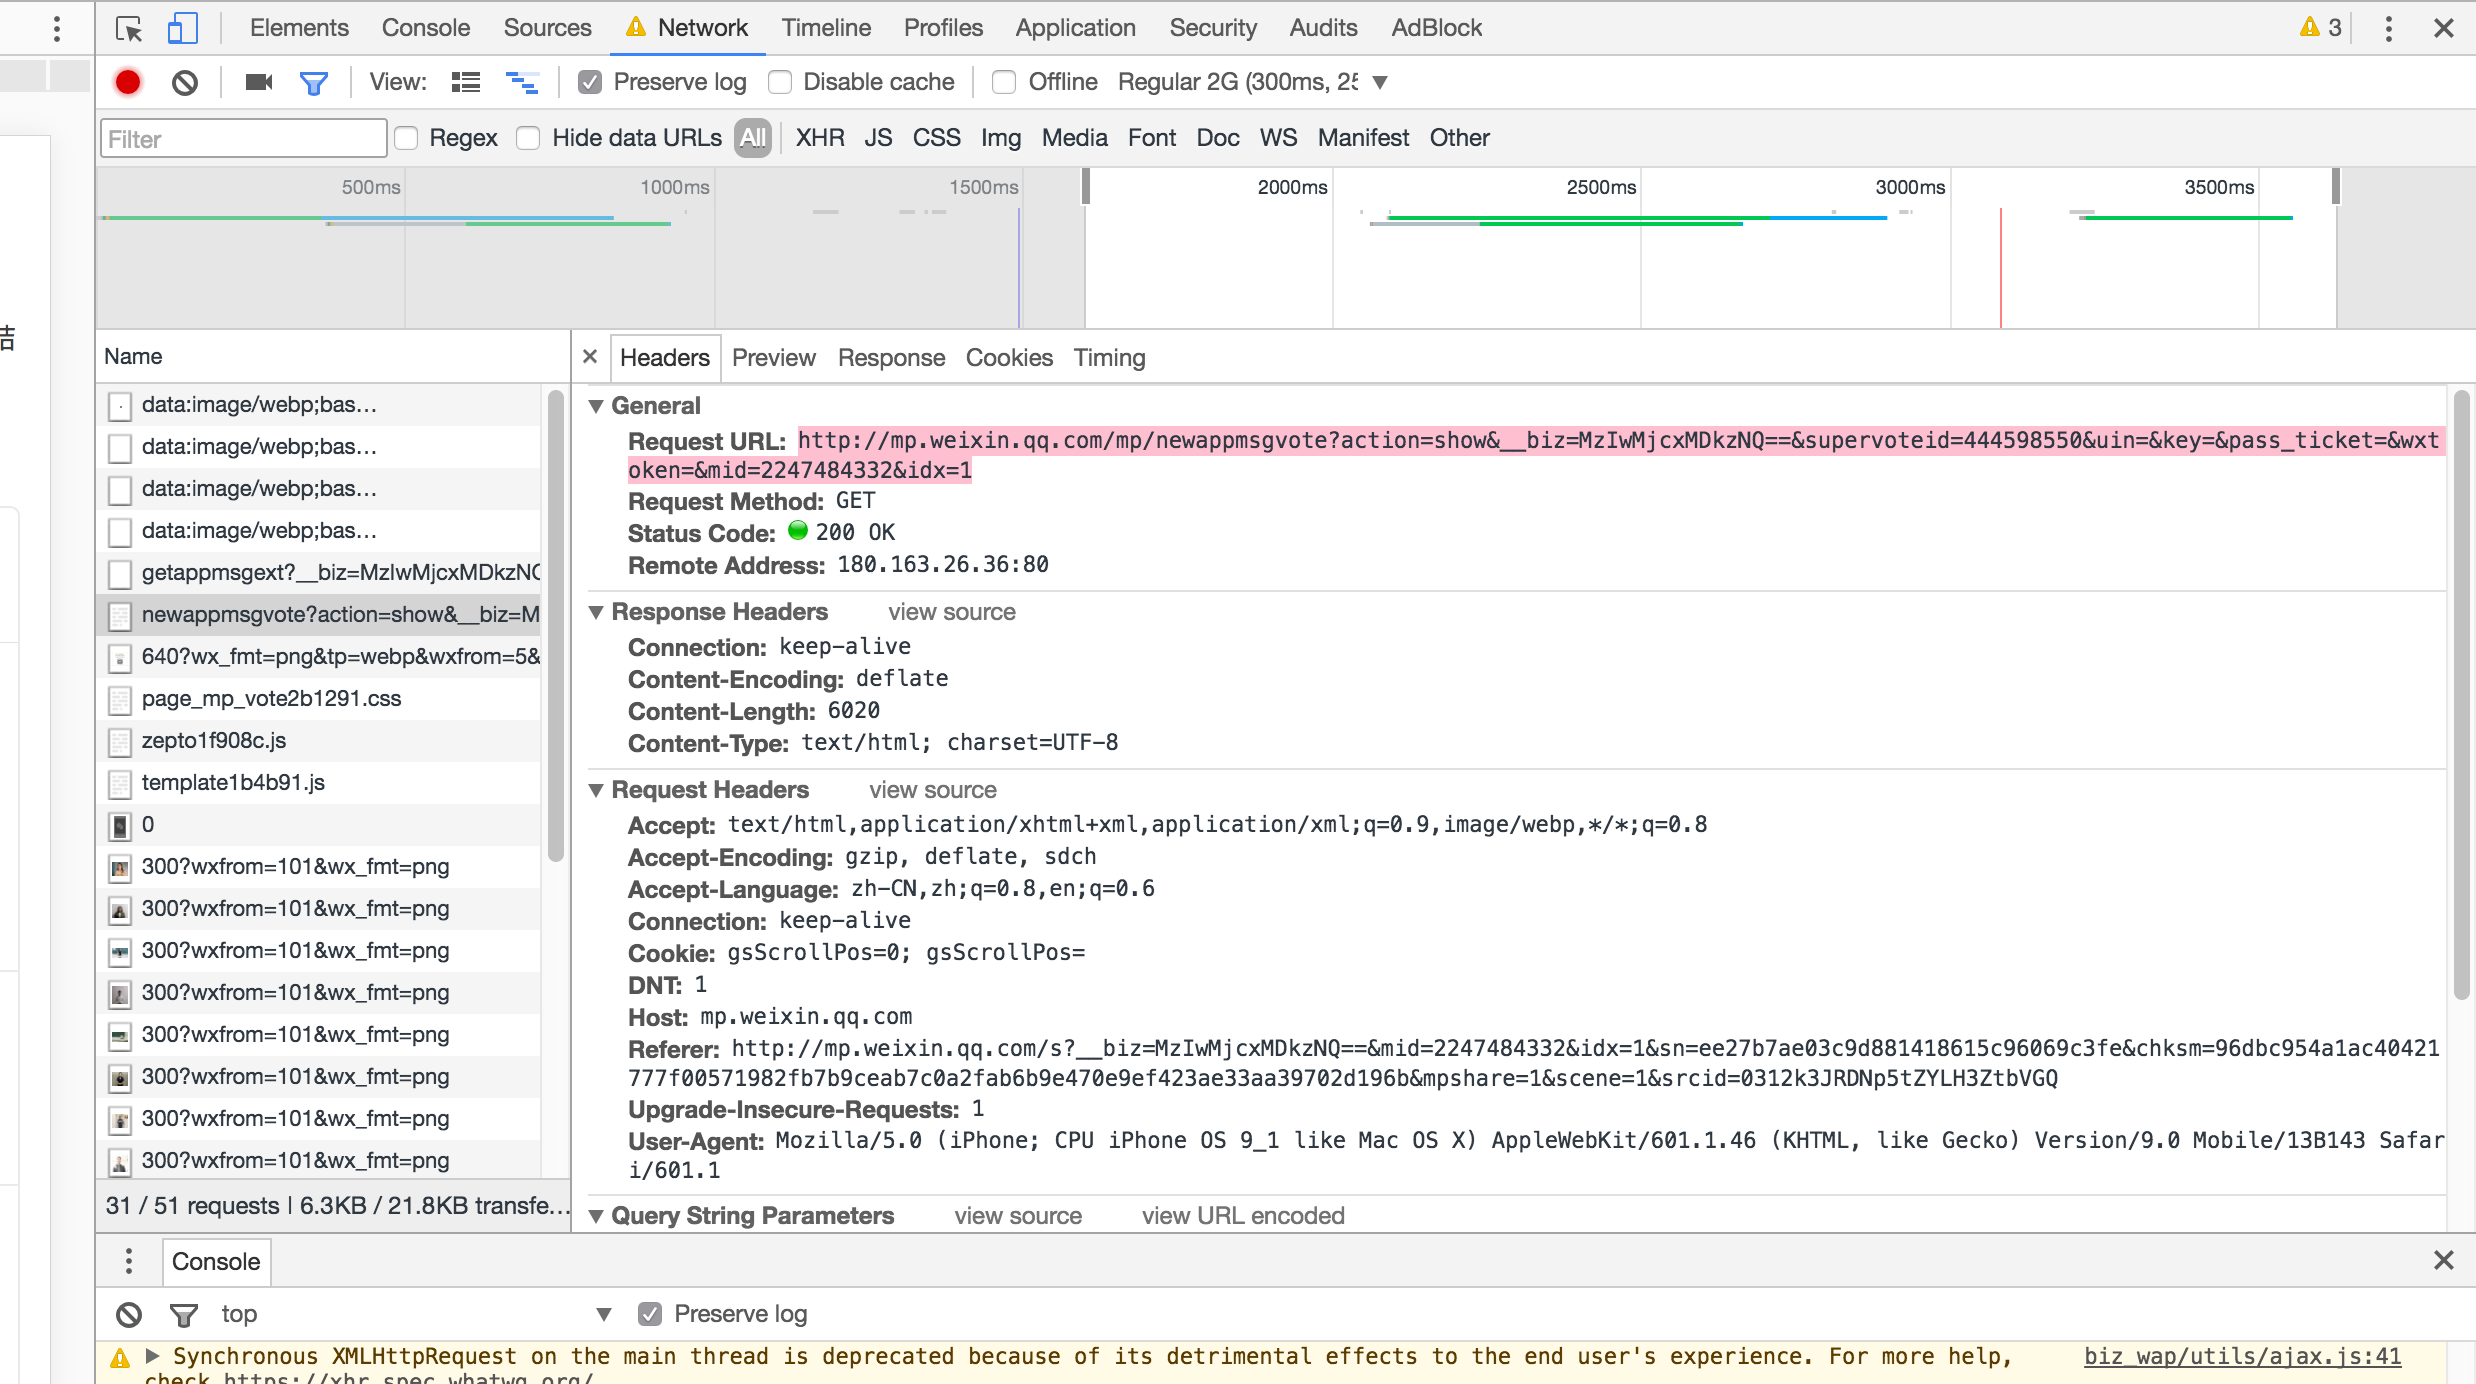 Elements Console Sources Network Timeline Profiles Application Security Audits AdBlock 3
View: Preserve log Disable cache Offline Regular 2G (300ms, 25
Filter Regex Hide data URLs All XHR JS CSS Img Media Font Doc WS Manifest Other
500ms 1000ms 1500ms 2000ms 2500ms 3000ms 3500ms
Name
data:image/webp;bas…
data:image/webp;bas…
data:image/webp;bas…
data:image/webp;bas…
getappmsgext?__biz=MzIwMjcxMDkzNQ
newappmsgvote?action=show&__biz=M
640?wx_fmt=png&tp=webp&wxfrom=5&
page_mp_vote2b1291.css
zepto1f908c.js
template1b4b91.js
0
300?wxfrom=101&wx_fmt=png
300?wxfrom=101&wx_fmt=png
300?wxfrom=101&wx_fmt=png
300?wxfrom=101&wx_fmt=png
300?wxfrom=101&wx_fmt=png
300?wxfrom=101&wx_fmt=png
300?wxfrom=101&wx_fmt=png
300?wxfrom=101&wx_fmt=png
31 / 51 requests | 6.3KB / 21.8KB transfe…
× Headers Preview Response Cookies Timing
General
Request URL: http://mp.weixin.qq.com/mp/newappmsgvote?action=show&__biz=MzIwMjcxMDkzNQ==&supervoteid=444598550&uin=&key=&pass_ticket=&wxt
oken=&mid=2247484332&idx=1
Request Method: GET
Status Code: 200 OK
Remote Address: 180.163.26.36:80
Response Headers view source
Connection: keep-alive
Content-Encoding: deflate
Content-Length: 6020
Content-Type: text/html; charset=UTF-8
Request Headers view source
Accept: text/html,application/xhtml+xml,application/xml;q=0.9,image/webp,*/*;q=0.8
Accept-Encoding: gzip, deflate, sdch
Accept-Language: zh-CN,zh;q=0.8,en;q=0.6
Connection: keep-alive
Cookie: gsScrollPos=0; gsScrollPos=
DNT: 1
Host: mp.weixin.qq.com
Referer: http://mp.weixin.qq.com/s?__biz=MzIwMjcxMDkzNQ==&mid=2247484332&idx=1&sn=ee27b7ae03c9d881418615c96069c3fe&chksm=96dbc954a1ac40421
777f00571982fb7b9ceab7c0a2fab6b9e470e9ef423ae33aa39702d196b&mpshare=1&scene=1&srcid=0312k3JRDNp5tZYLH3ZtbVGQ
Upgrade-Insecure-Requests: 1
User-Agent: Mozilla/5.0 (iPhone; CPU iPhone OS 9_1 like Mac OS X) AppleWebKit/601.1.46 (KHTML, like Gecko) Version/9.0 Mobile/13B143 Safar
i/601.1
Query String Parameters view source view URL encoded
Console
top Preserve log
Synchronous XMLHttpRequest on the main thread is deprecated because of its detrimental effects to the end user's experience. For more help, biz_wap/utils/ajax.js:41
check https://xhr.spec.whatwg.org/